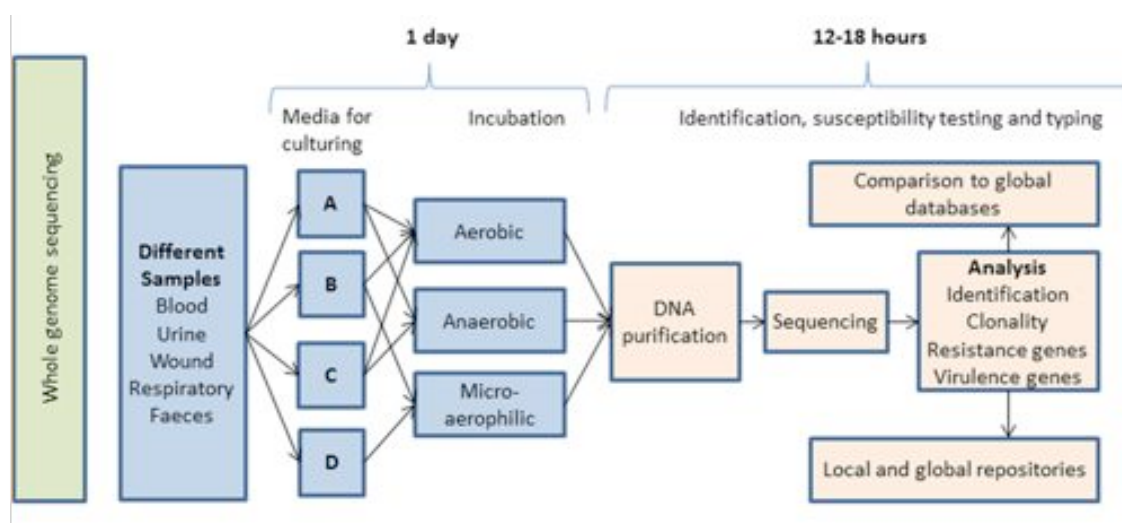 1 day
12-18 hours
Media for
culturing
Incubation
Identification, susceptibility testing and typing
Whole genome sequencing
Different
Samples
Blood
Urine
Wound
Respiratory
Faeces
A
B
C
D
Aerobic
Anaerobic
Micro-
aerophilic
DNA
purification
Sequencing
Comparison to global
databases
Analysis
Identification
Clonality
Resistance genes
Virulence genes
Local and global repositories